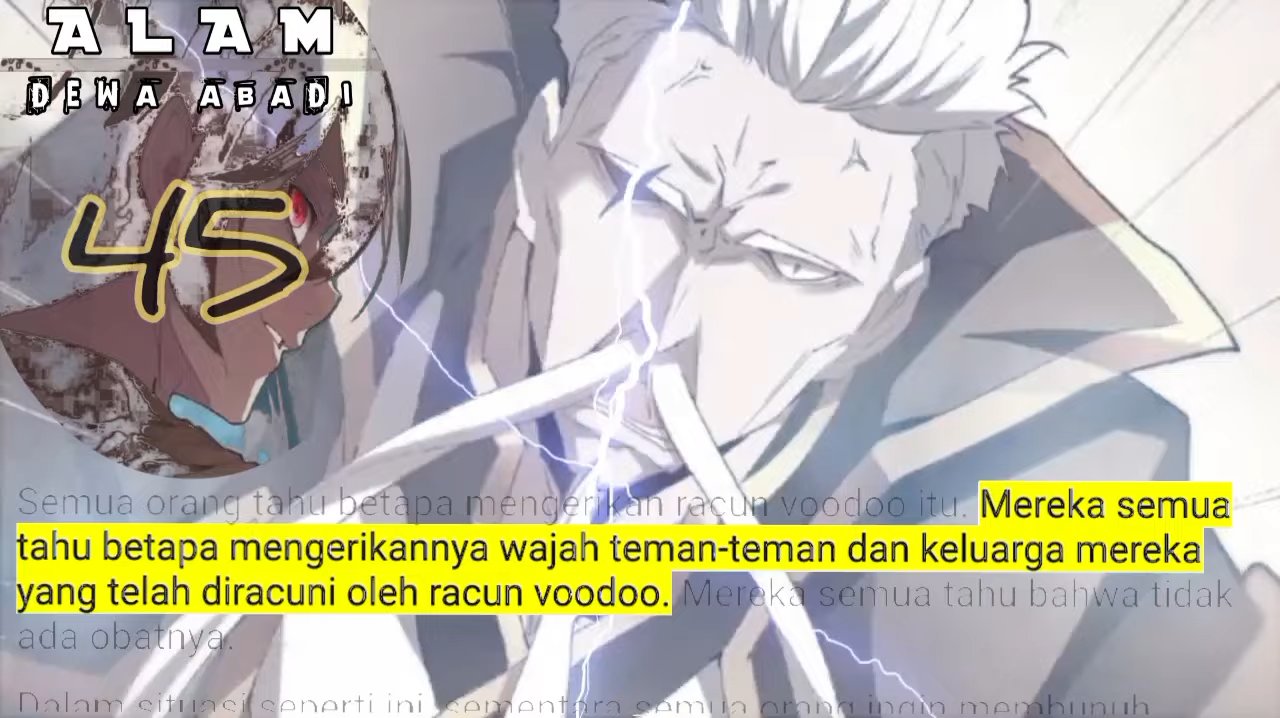 ALAM
DEWA ABADI
45
Semua orang tahu betapa mengerikan racun voodoo itu. Mereka semua
tahu betapa mengerikannya wajah teman-teman dan keluarga mereka
yang telah diracuni oleh racun voodoo. Mereka semua tahu bahwa tidak
ada obatnya.
Dalam situasi seperti ini, sementara semua orang ingin membunuh